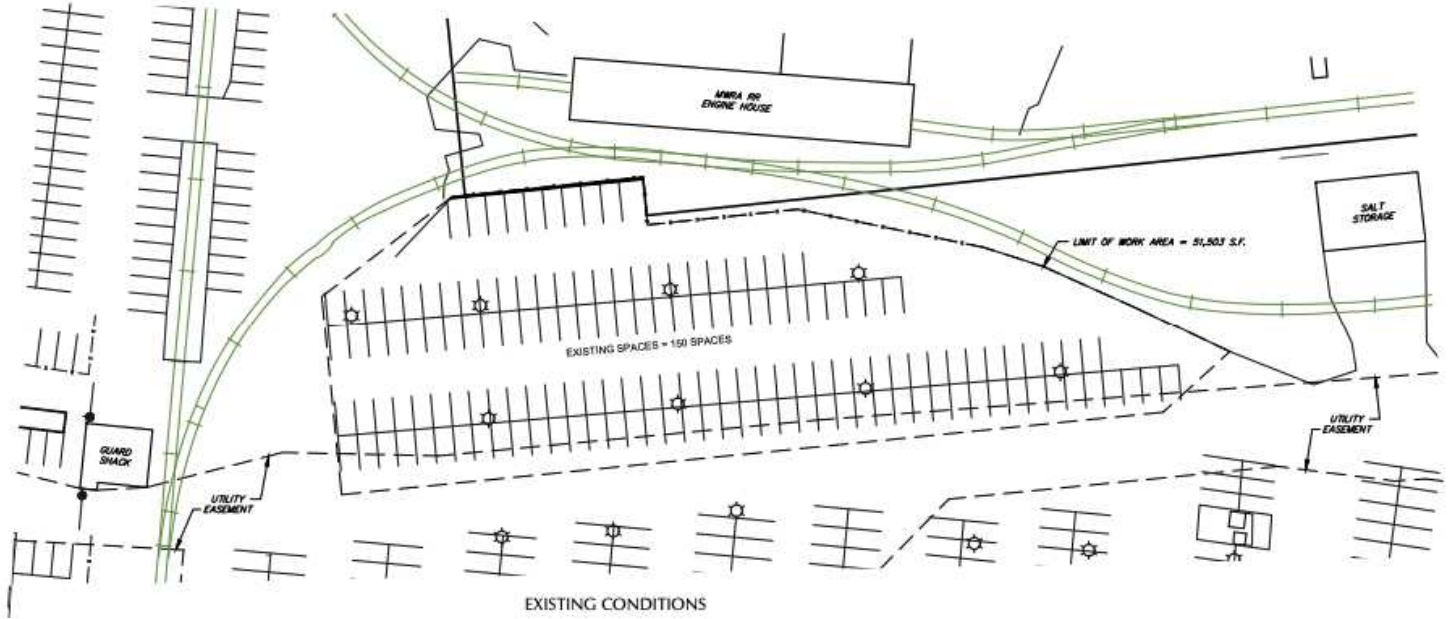 MWRA RR
ENGINE HOUSE
SALT
STORAGE
LIMIT OF WORK AREA = 51,503 S.F.
EXISTING SPACES = 150 SPACES
UTILITY
EASEMENT
GUARD
SHACK
UTILITY
EASEMENT
EXISTING CONDITIONS